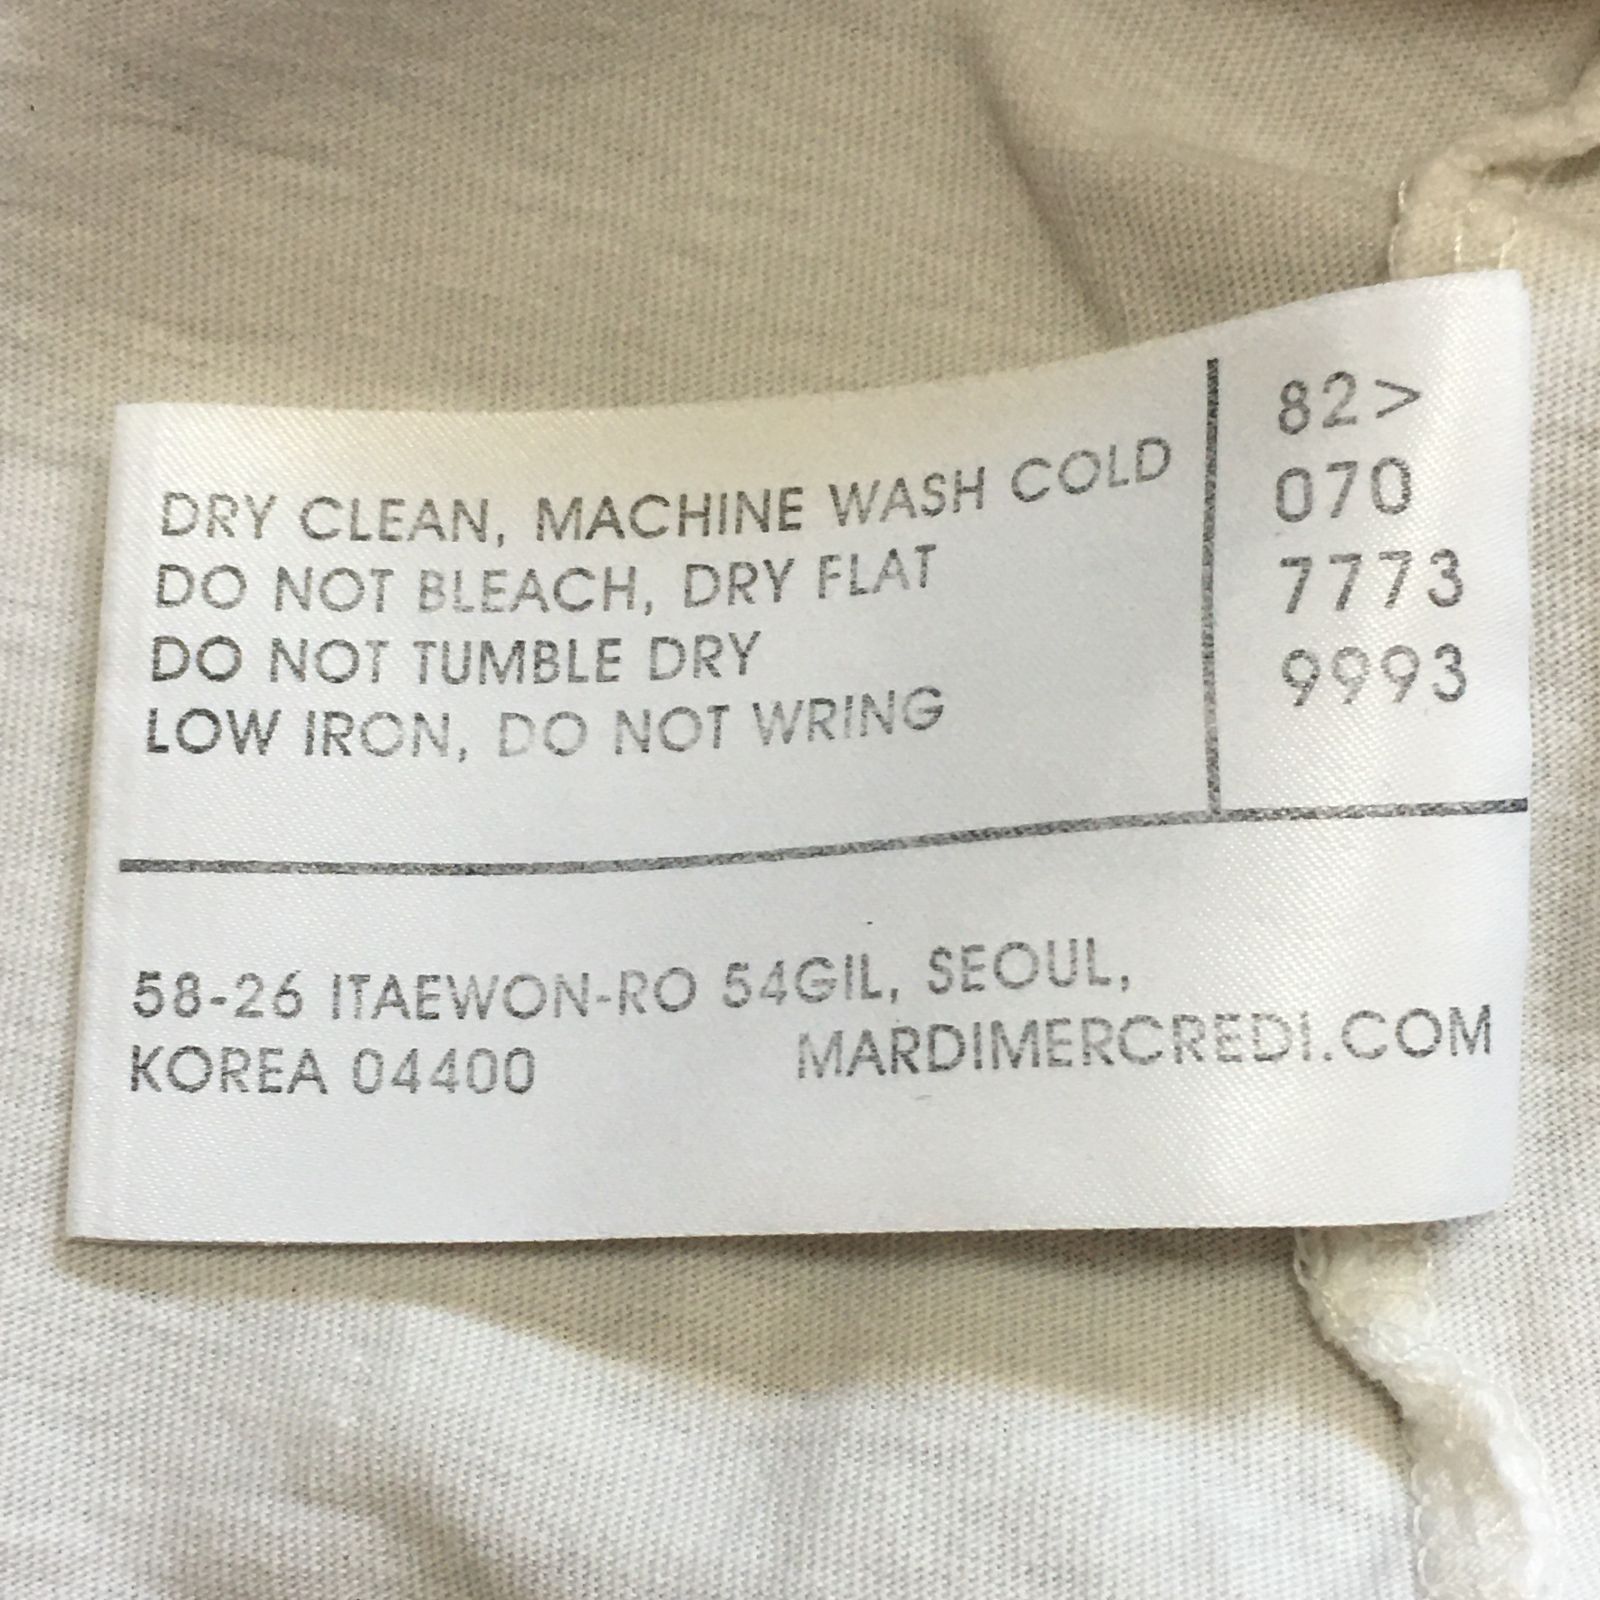 DRY CLEAN, MACHINE WASH COLD
DO NOT BLEACH, DRY FLAT
DO NOT TUMBLE DRY
LOW IRON, DO NOT WRING
82>
070
7773
9993
58-26 ITAEWON-RO 54GIL, SEOUL,
KOREA 04400 MARDIMERCREDI.COM